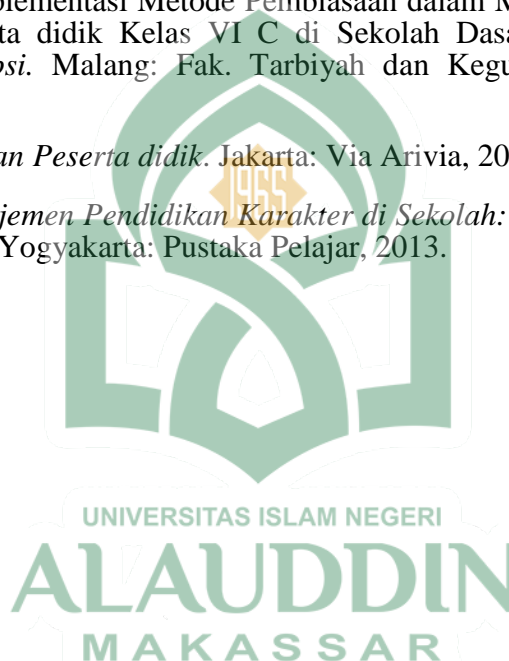 plementasi Metode Pembiasaan dalam M
ta didik Kelas VI C di Sekolah Dasa
psi. Malang: Fak. Tarbiyah dan Kegu
an Peserta didik. Jakarta: Via Arivia, 20
jemen Pendidikan Karakter di Sekolah:
Yogyakarta: Pustaka Pelajar, 2013.
1965
UNIVERSITAS ISLAM NEGERI
ALAUDDIN
MAKASSAR